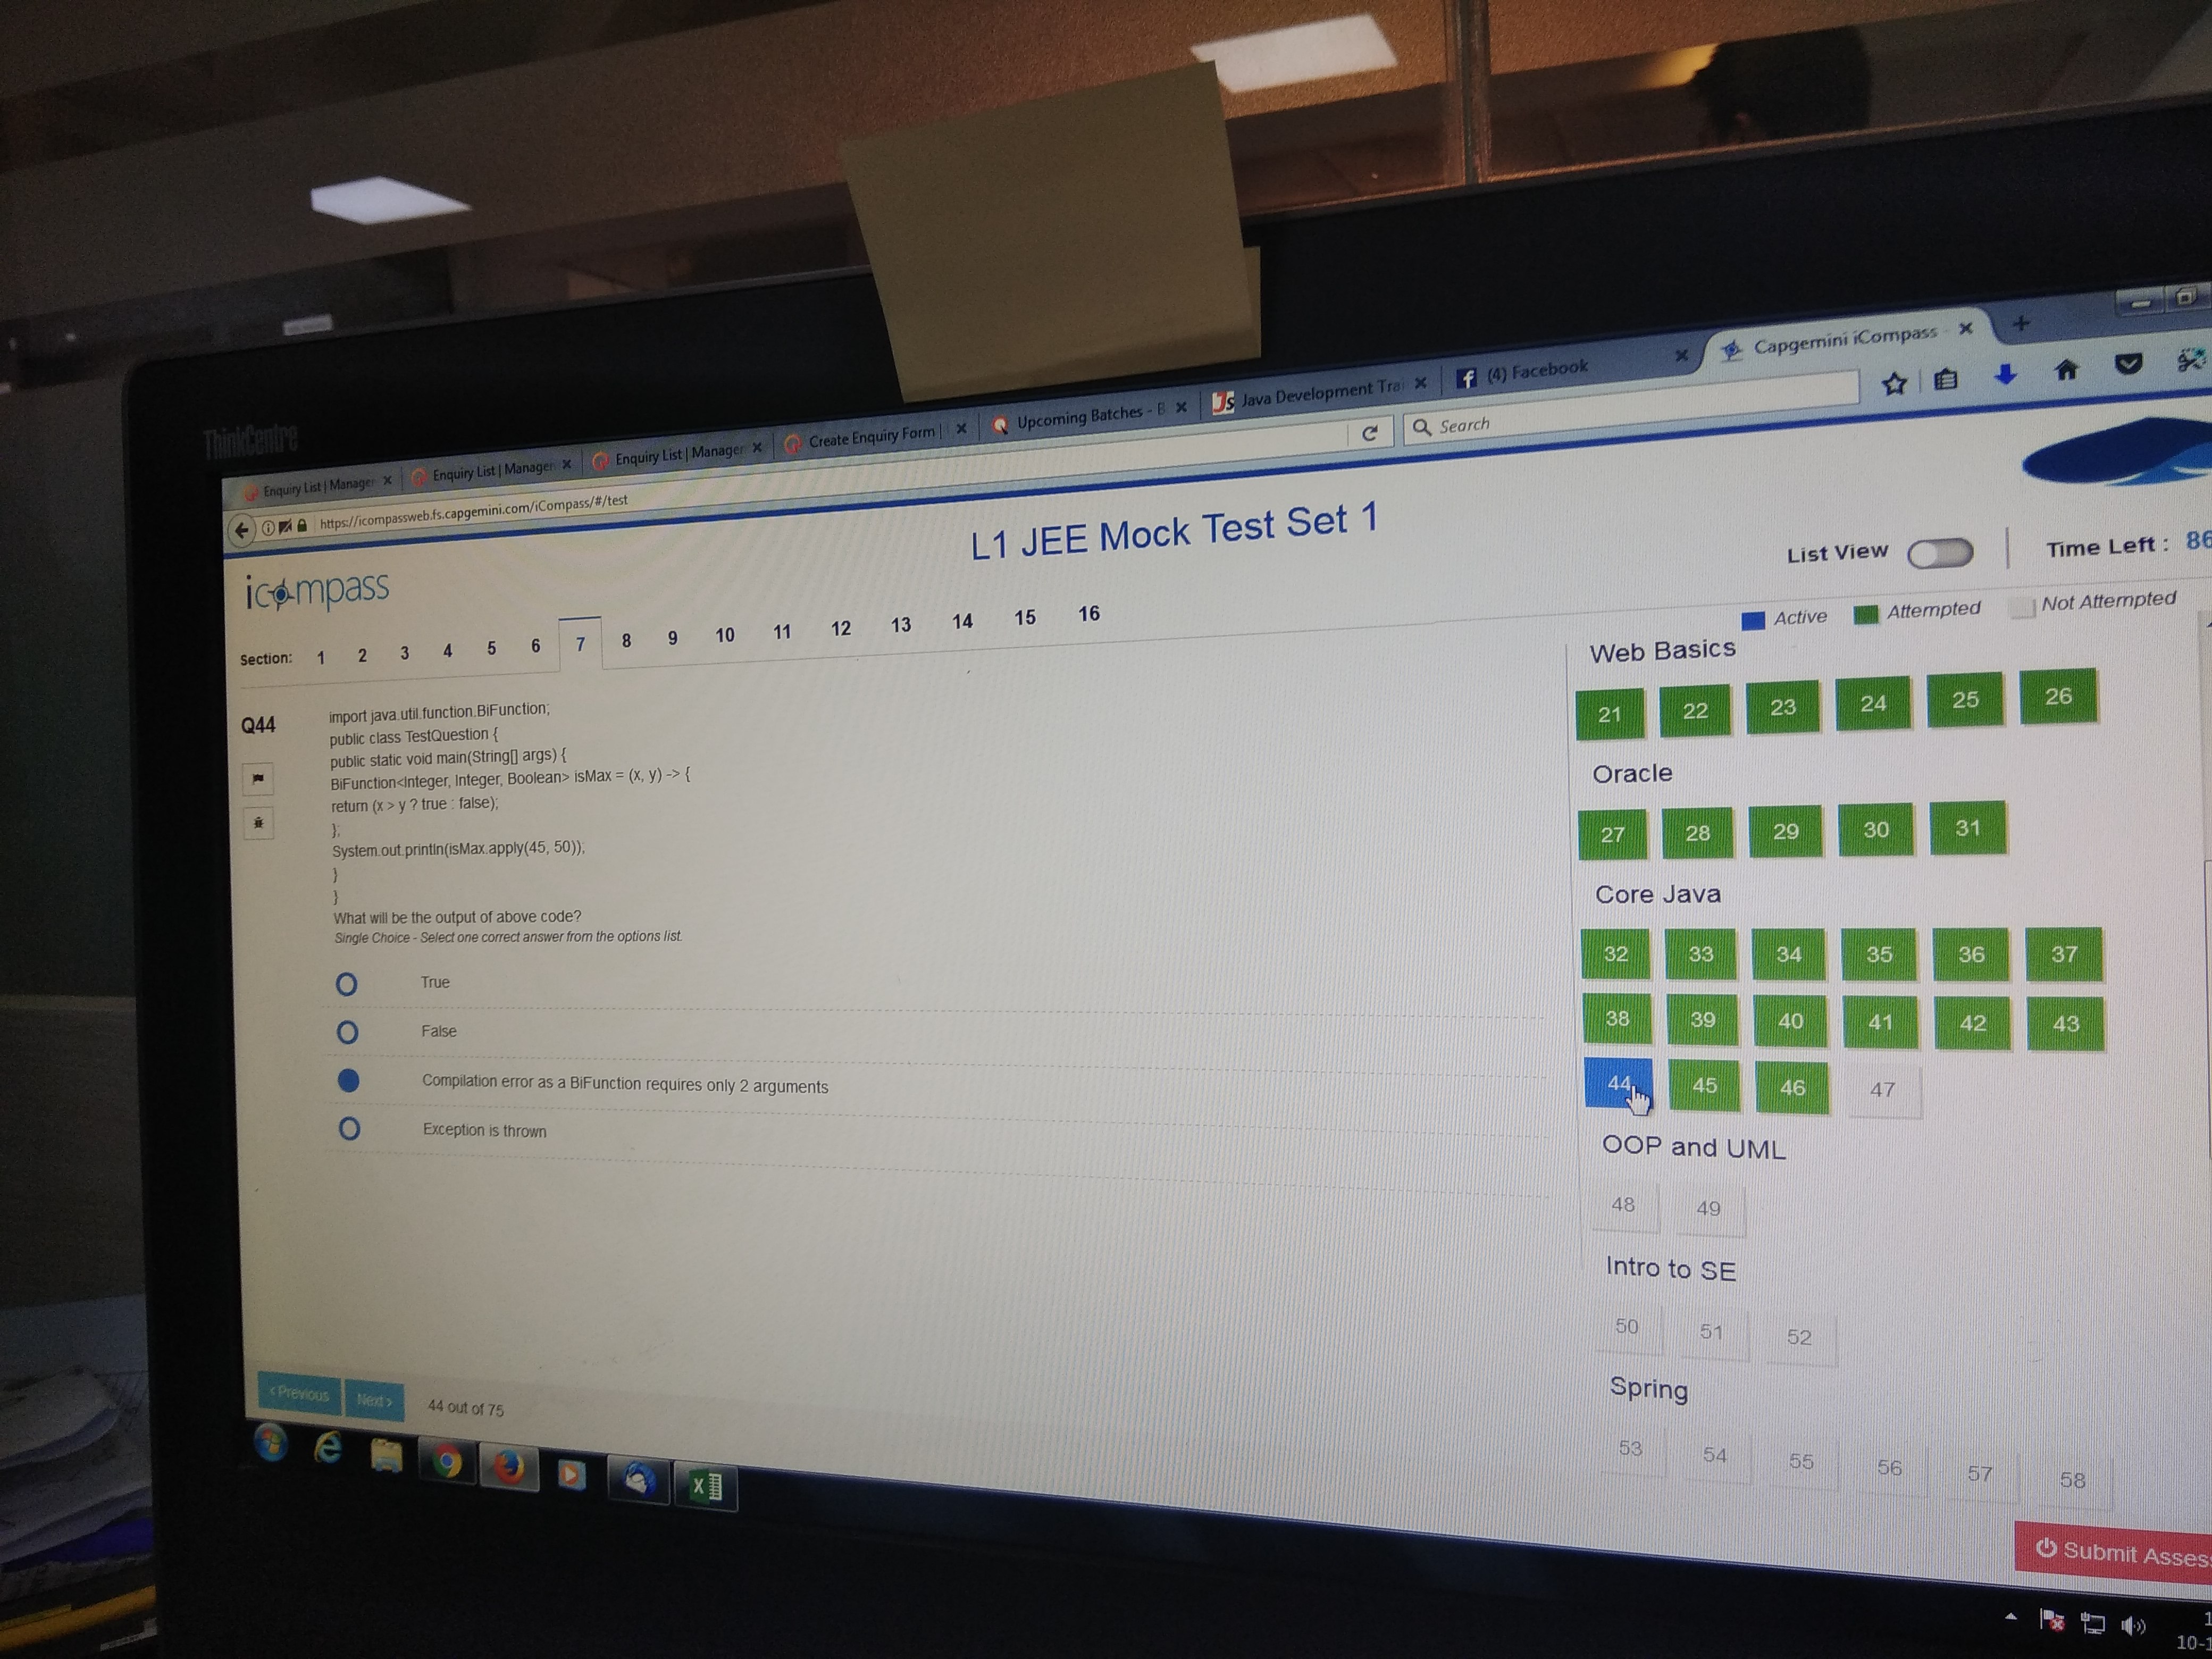 ThinkCentre
Enquiry List | Manager
Enquiry List | Manager
Enquiry List | Manager
Create Enquiry Form |
Upcoming Batches - B
Java Development Trai
(4) Facebook
Capgemini iCompass
https://icompassweb.fs.capgemini.com/iCompass/#/test
Search
L1 JEE Mock Test Set 1
icompass
List View
Time Left : 86
Section: 1 2 3 4 5 6 7 8 9 10 11 12 13 14 15 16
Active Attempted Not Attempted
Q44
import java.util.function.BiFunction;
public class TestQuestion {
public static void main(String[] args) {
BiFunction<Integer, Integer, Boolean> isMax = (x, y) -> {
return (x > y ? true : false);
};
System.out.println(isMax.apply(45, 50));
}
}
What will be the output of above code?
Single Choice - Select one correct answer from the options list.
True
False
Compilation error as a BiFunction requires only 2 arguments
Exception is thrown
Web Basics
21 22 23 24 25 26
Oracle
27 28 29 30 31
Core Java
32 33 34 35 36 37
38 39 40 41 42 43
44 45 46 47
OOP and UML
48 49
Intro to SE
50 51 52
Spring
53 54 55 56 57 58
< Previous
Next >
44 out of 75
Submit Asses
10-1